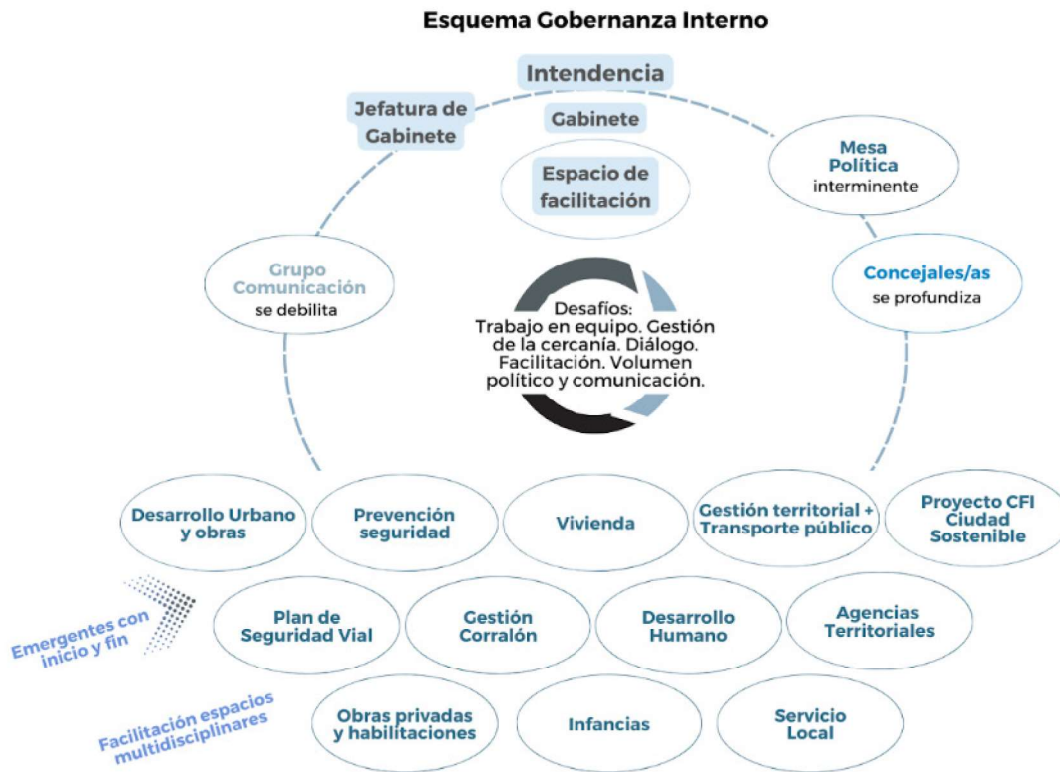 Esquema Gobernanza Interno
Intendencia
Jefatura de
Gabinete
Gabinete
Espacio de
facilitación
Mesa
Política
interminente
Grupo
Comunicación
se debilita
Concejales/as
se profundiza
Desafíos:
Trabajo en equipo. Gestión
de la cercanía. Diálogo.
Facilitación. Volumen
político y comunicación.
Desarrollo Urbano
y obras
Prevención
seguridad
Vivienda
Gestión territorial +
Transporte público
Proyecto CFI
Ciudad
Sostenible
Emergentes con
inicio y fin
Plan de
Seguridad Vial
Gestión
Corralón
Desarrollo
Humano
Agencias
Territoriales
Facilitación espacios
multidisciplinares
Obras privadas
y habilitaciones
Infancias
Servicio
Local